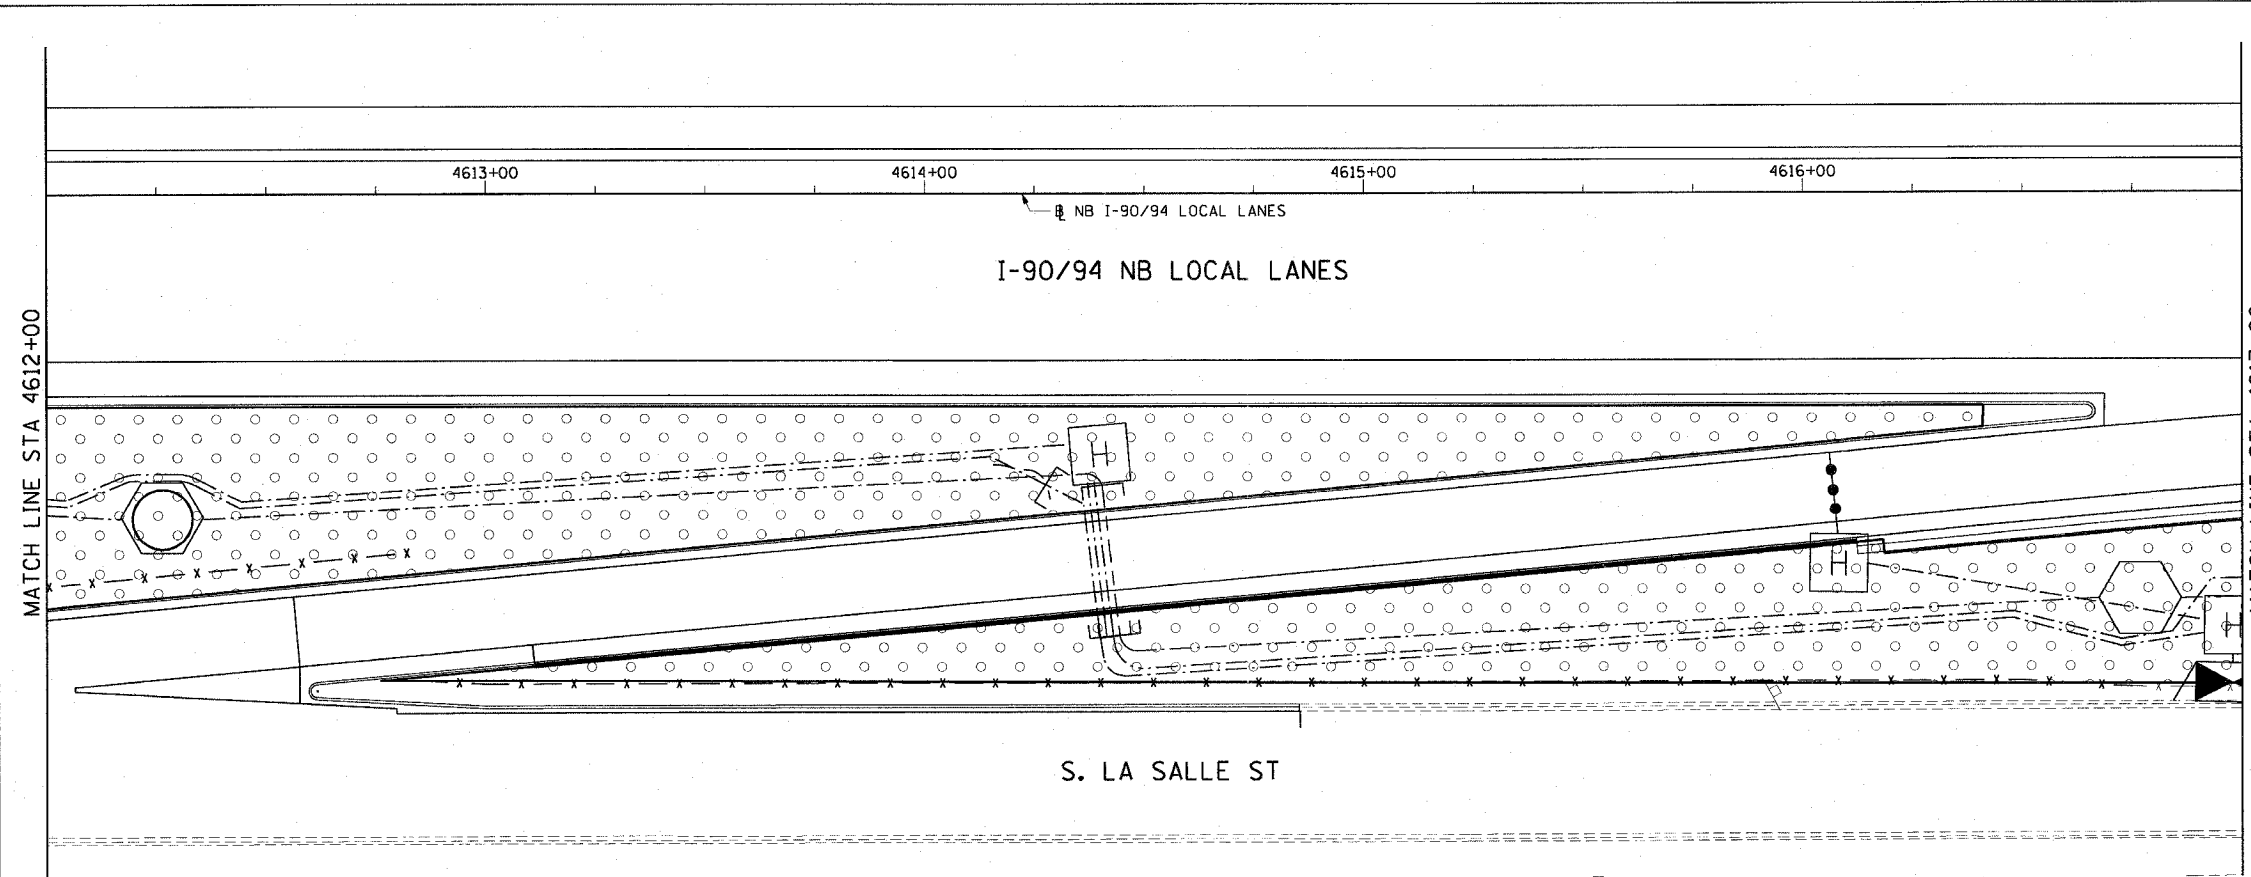 4613+00 4614+00 4615+00 4616+00
NB I-90/94 LOCAL LANES
I-90/94 NB LOCAL LANES
MATCH LINE STA 4612+00
H
H
H
S. LA SALLE ST